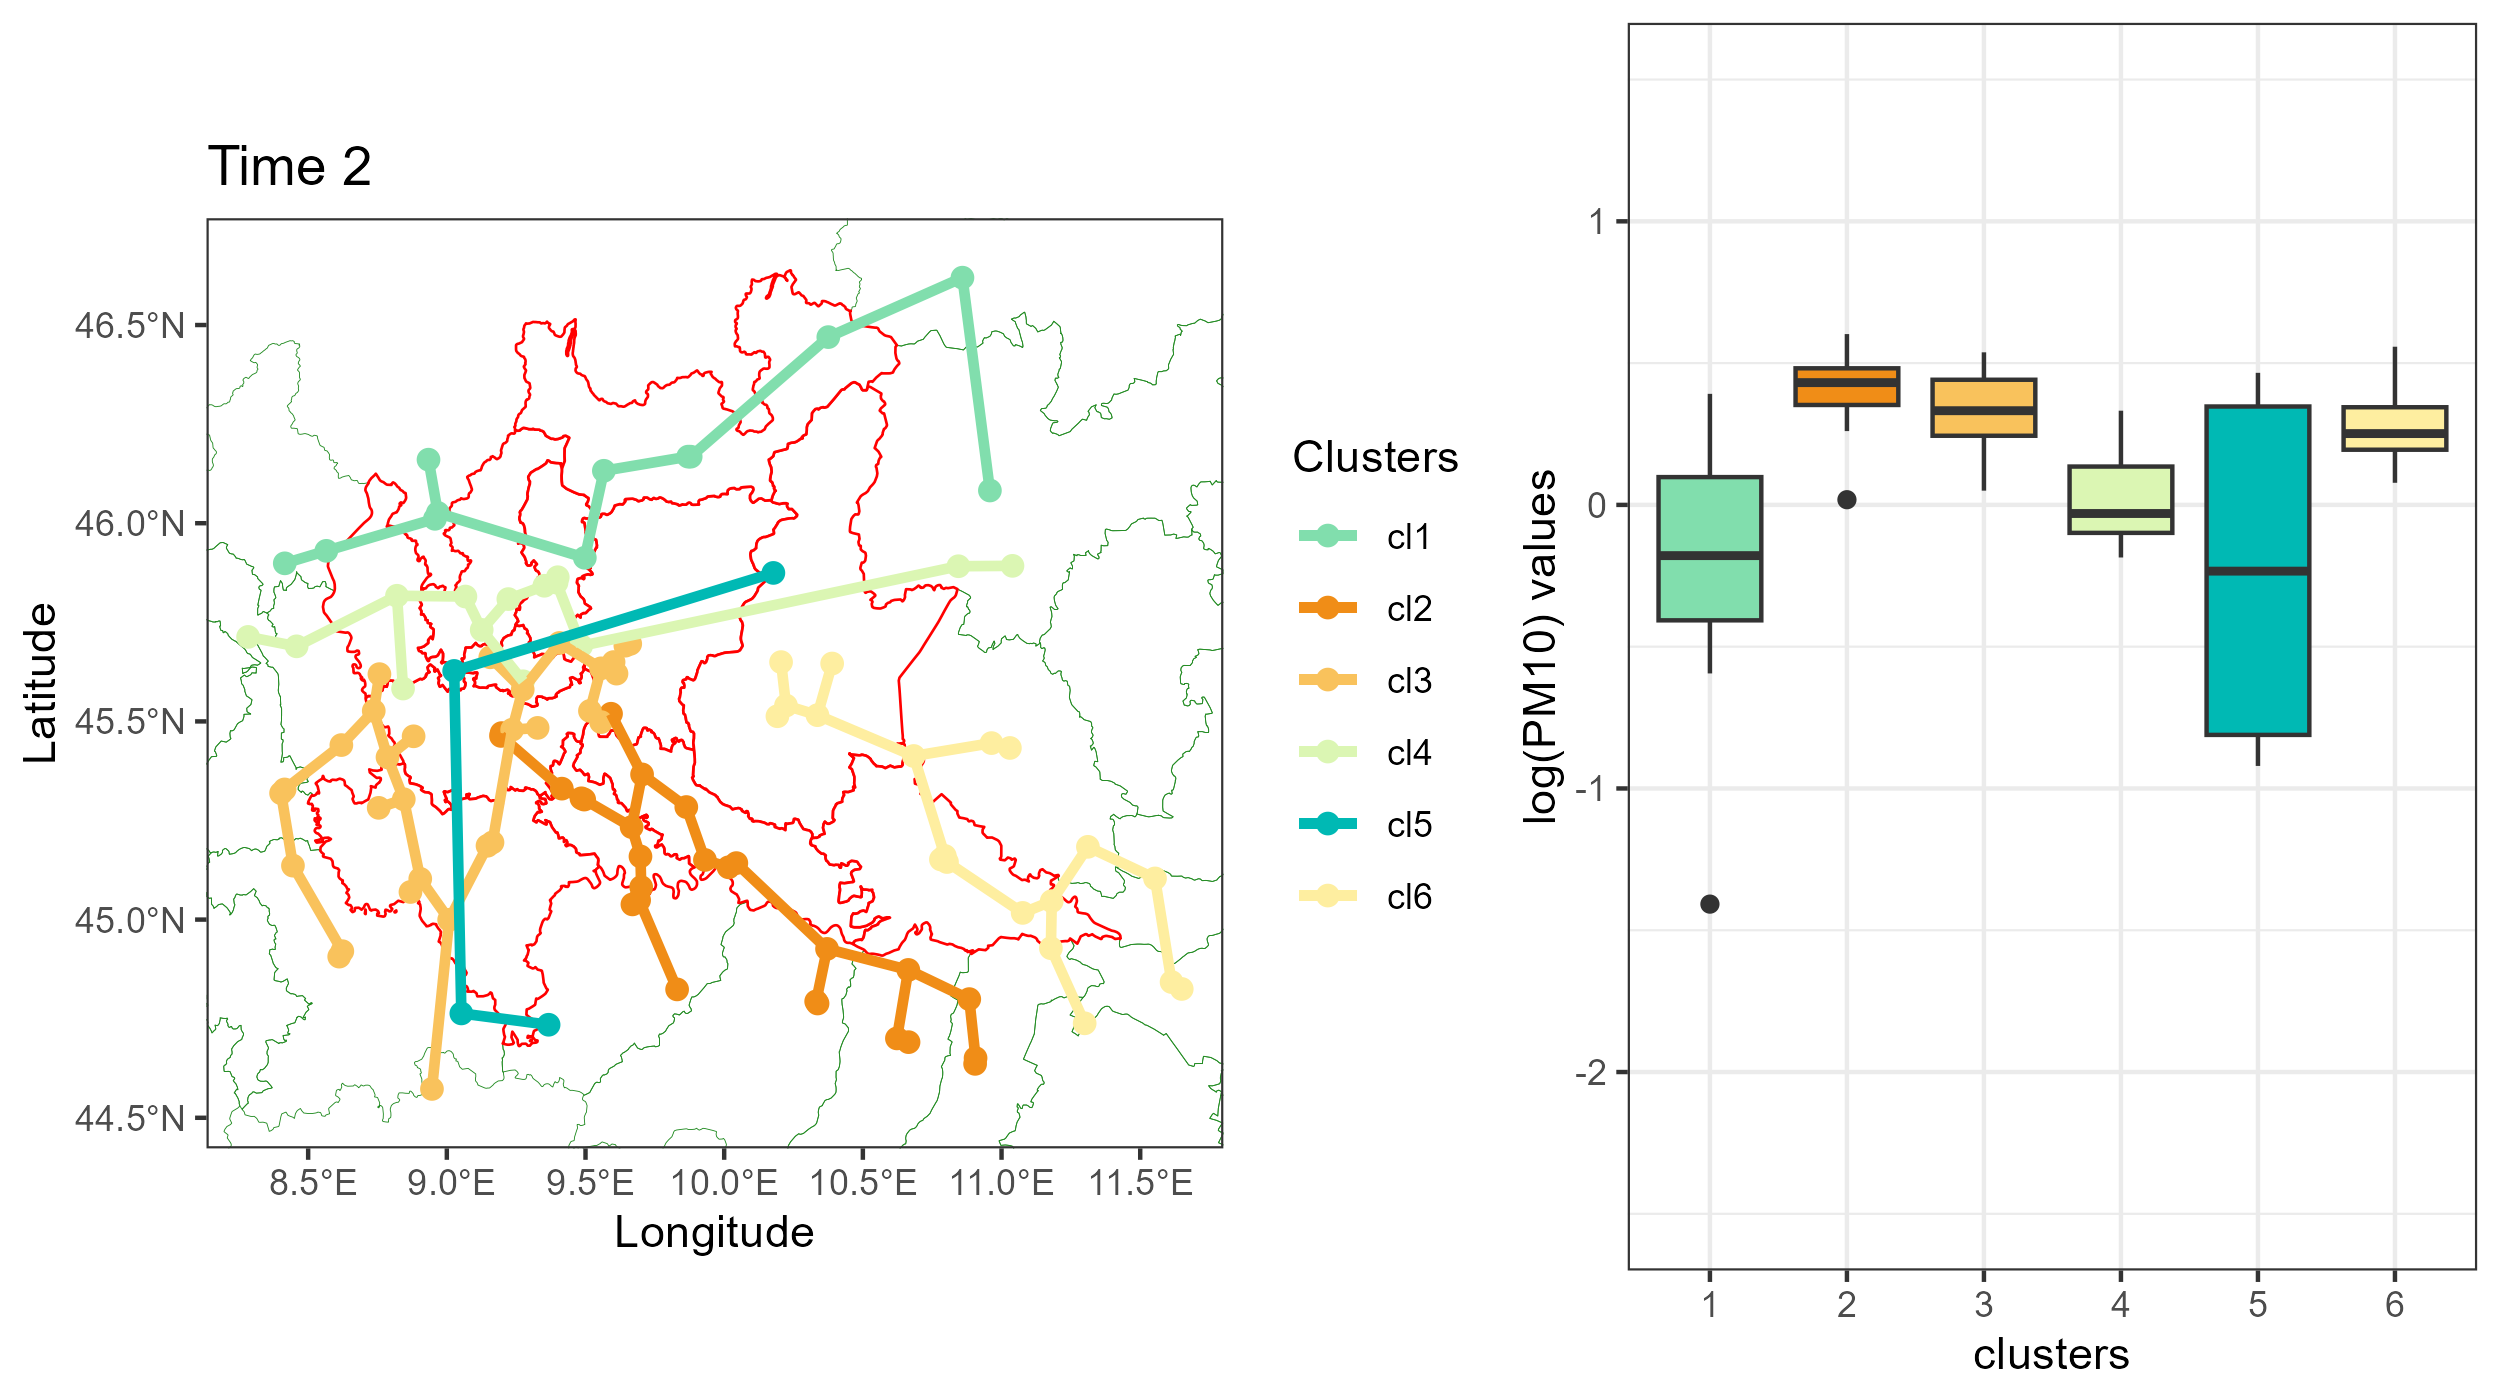 Time 2
46.5°N
46.0°N
45.5°N
45.0°N
44.5°N
Latitude
8.5°E 9.0°E 9.5°E 10.0°E 10.5°E 11.0°E 11.5°E
Longitude
Clusters
cl1
cl2
cl3
cl4
cl5
cl6
1
0
-1
-2
log(PM10) values
1 2 3 4 5 6
clusters